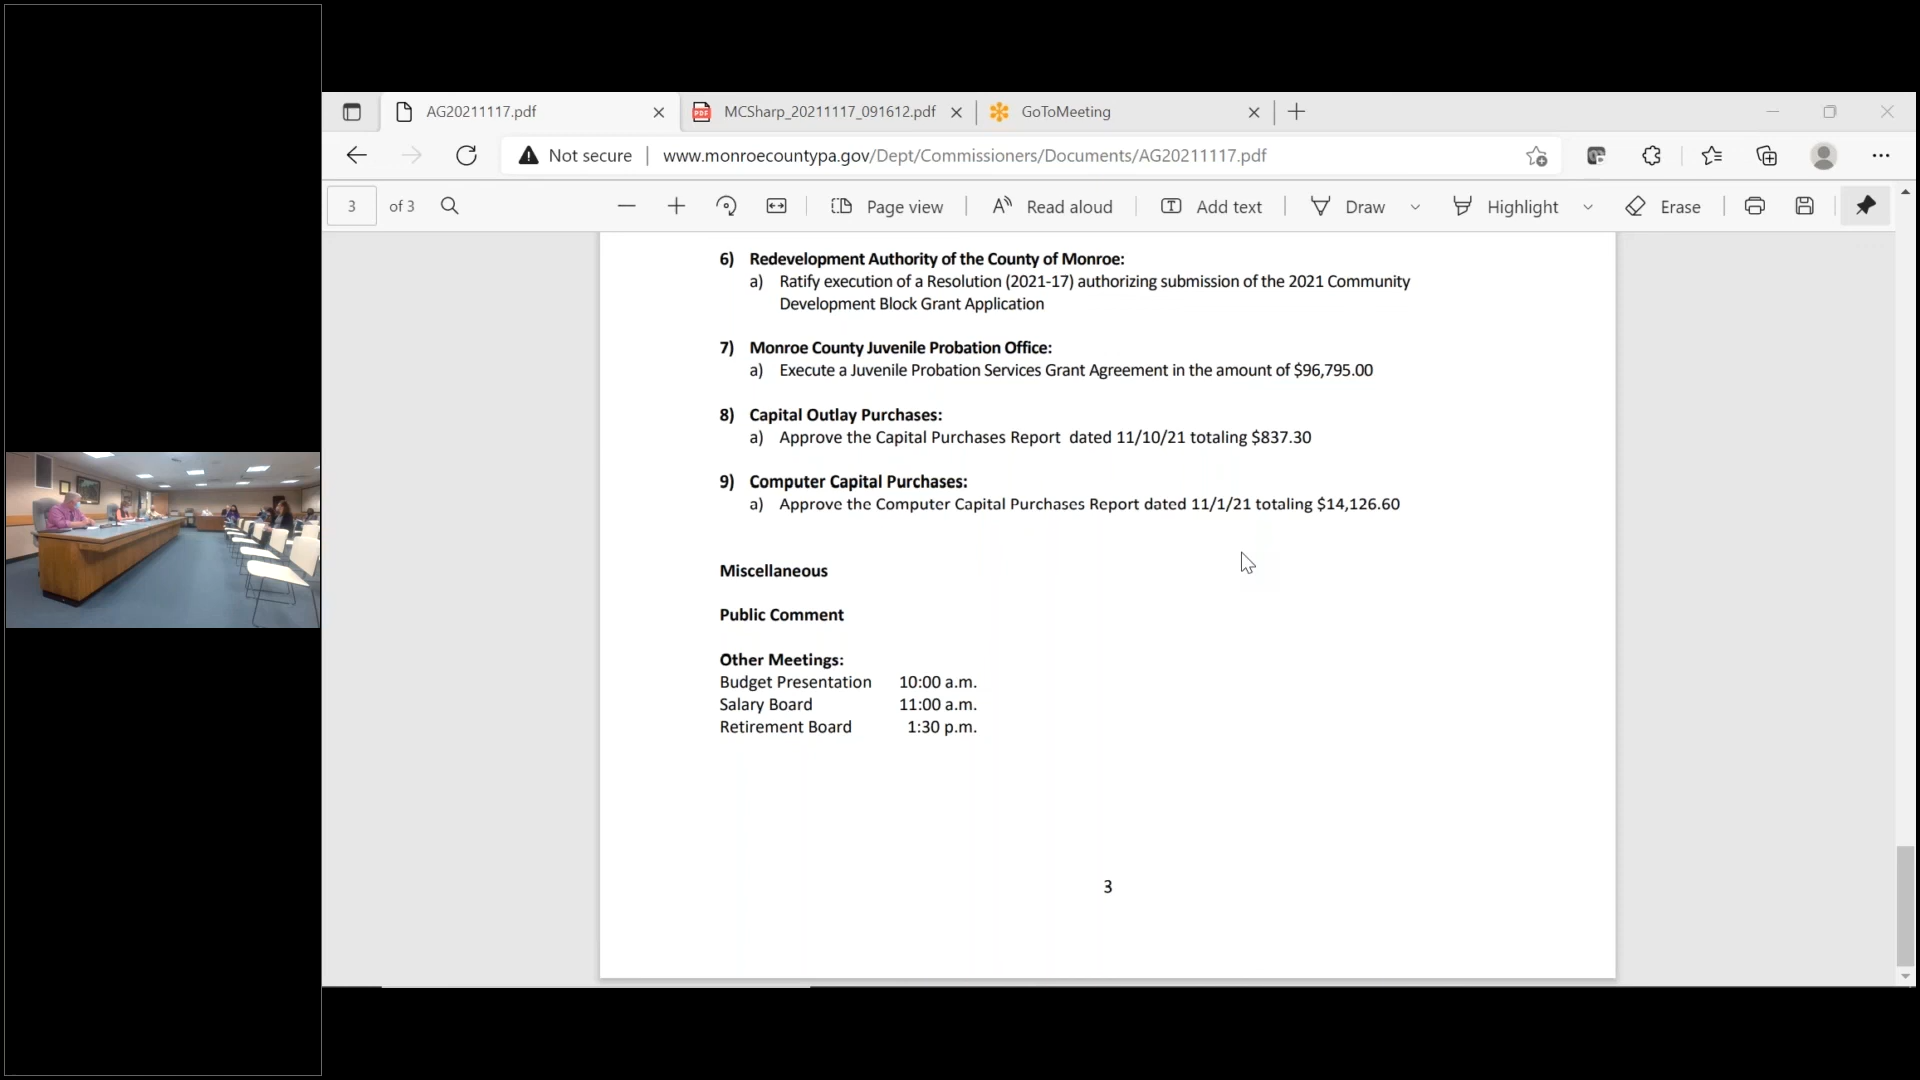 AG20211117.pdf
MCSharp_20211117_091612.pdf
GoToMeeting
Not secure
www.monroecountypa.gov/Dept/Commissioners/Documents/AG20211117.pdf
3 of 3
Page view
Read aloud
Add text
Draw
Highlight
Erase
6) Redevelopment Authority of the County of Monroe:
a) Ratify execution of a Resolution (2021-17) authorizing submission of the 2021 Community
Development Block Grant Application
7) Monroe County Juvenile Probation Office:
a) Execute a Juvenile Probation Services Grant Agreement in the amount of $96,795.00
8) Capital Outlay Purchases:
a) Approve the Capital Purchases Report dated 11/10/21 totaling $837.30
9) Computer Capital Purchases:
a) Approve the Computer Capital Purchases Report dated 11/1/21 totaling $14,126.60
Miscellaneous
Public Comment
Other Meetings:
Budget Presentation 10:00 a.m.
Salary Board 11:00 a.m.
Retirement Board 1:30 p.m.
3